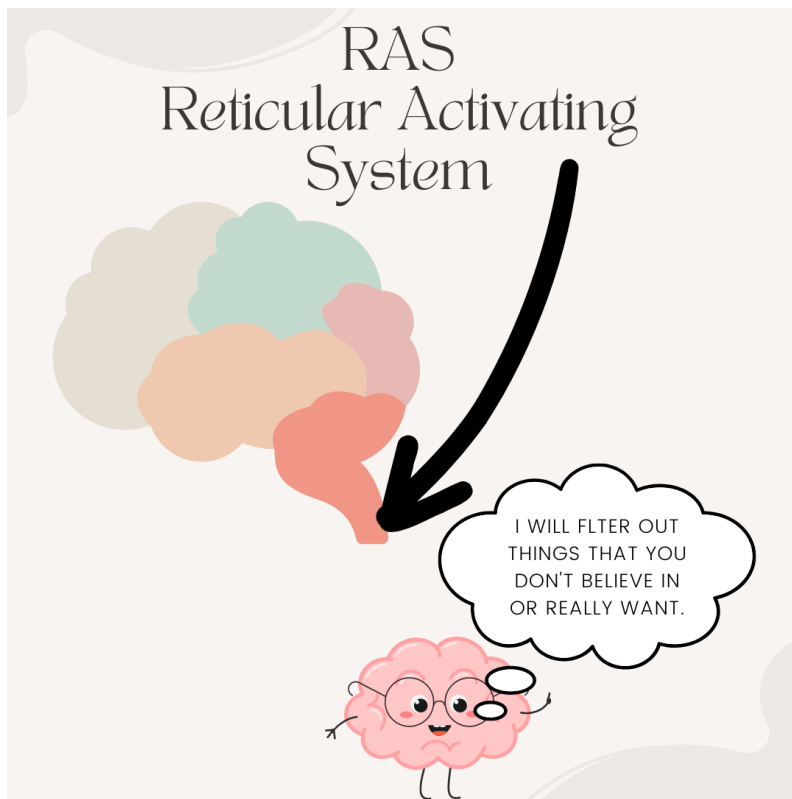 RAS
Reticular Activating
System
I WILL FLTER OUT
THINGS THAT YOU
DON'T BELIEVE IN
OR REALLY WANT.